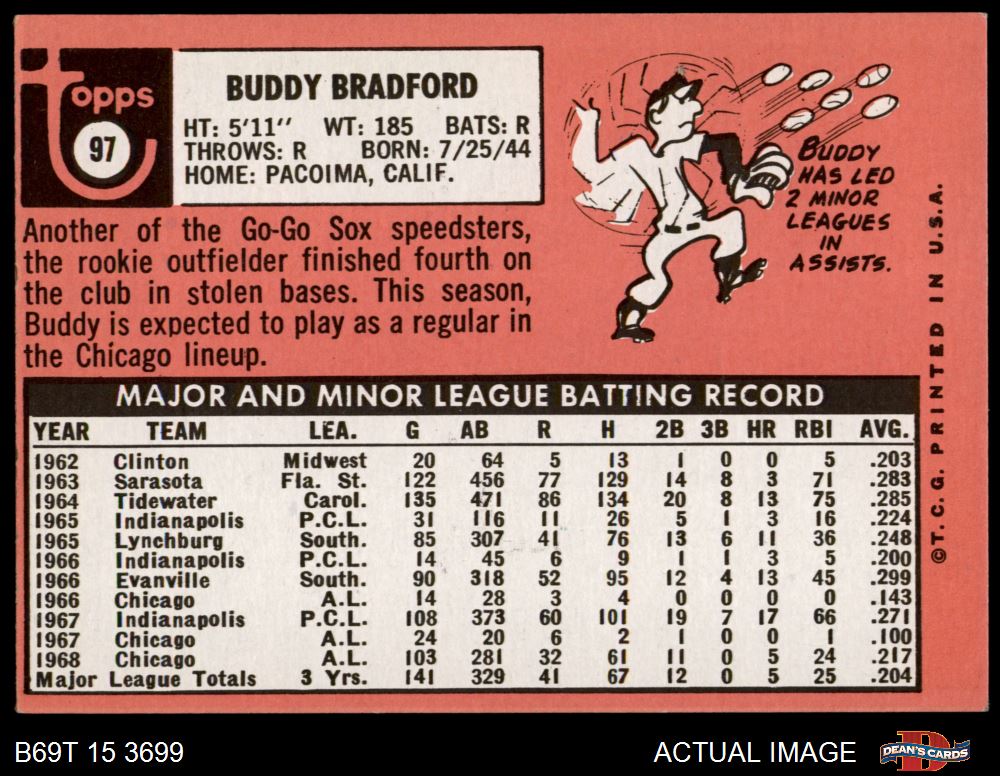 Topps
97
BUDDY BRADFORD
HT: 5'11" WT: 185 BATS: R
THROWS: R BORN: 7/25/44
HOME: PACOIMA, CALIF.
Another of the Go-Go Sox speedsters,
the rookie outfielder finished fourth on
the club in stolen bases. This season,
Buddy is expected to play as a regular in
the Chicago lineup.
BUDDY
HAS LED
2 MINOR
LEAGUES
IN
ASSISTS.
MAJOR AND MINOR LEAGUE BATTING RECORD
YEAR TEAM LEA. G AB R H 2B 3B HR RBI AVG.
1962 Clinton Midwest 20 64 5 13 1 0 0 5 .203
1963 Sarasota Fla. St. 122 456 77 129 14 8 3 71 .283
1964 Tidewater Carol. 135 471 86 134 20 8 13 75 .285
1965 Indianapolis P.C.L. 31 116 11 26 5 1 3 16 .224
1965 Lynchburg South. 85 307 41 76 13 6 11 36 .248
1966 Indianapolis P.C.L. 14 45 6 9 1 1 3 5 .200
1966 Evanville South. 90 318 52 95 12 4 13 45 .299
1966 Chicago A.L. 14 28 3 4 0 0 0 0 .143
1967 Indianapolis P.C.L. 108 373 60 101 19 7 17 66 .271
1967 Chicago A.L. 24 20 6 2 1 0 0 1 .100
1968 Chicago A.L. 103 281 32 61 11 0 5 24 .217
Major League Totals 3 Yrs. 141 329 41 67 12 0 5 25 .204
©T.C.G. PRINTED IN U.S.A.
B69T 15 3699
ACTUAL IMAGE
DEAN'S CARDS